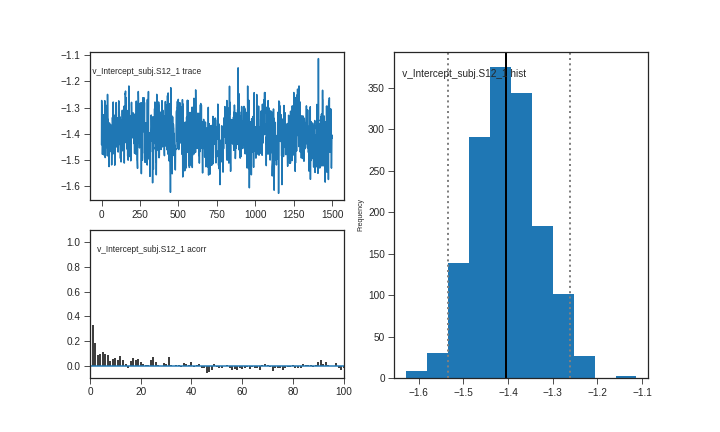 v_Intercept_subj.S12_1 trace
−1.1
−1.2
−1.3
−1.4
−1.5
−1.6
0 250 500 750 1000 1250 1500
v_Intercept_subj.S12_1 acorr
1.0
0.8
0.6
0.4
0.2
0.0
0 20 40 60 80 100
v_Intercept_subj.S12_1 hist
Frequency
350
300
250
200
150
100
50
0
−1.6 −1.5 −1.4 −1.3 −1.2 −1.1